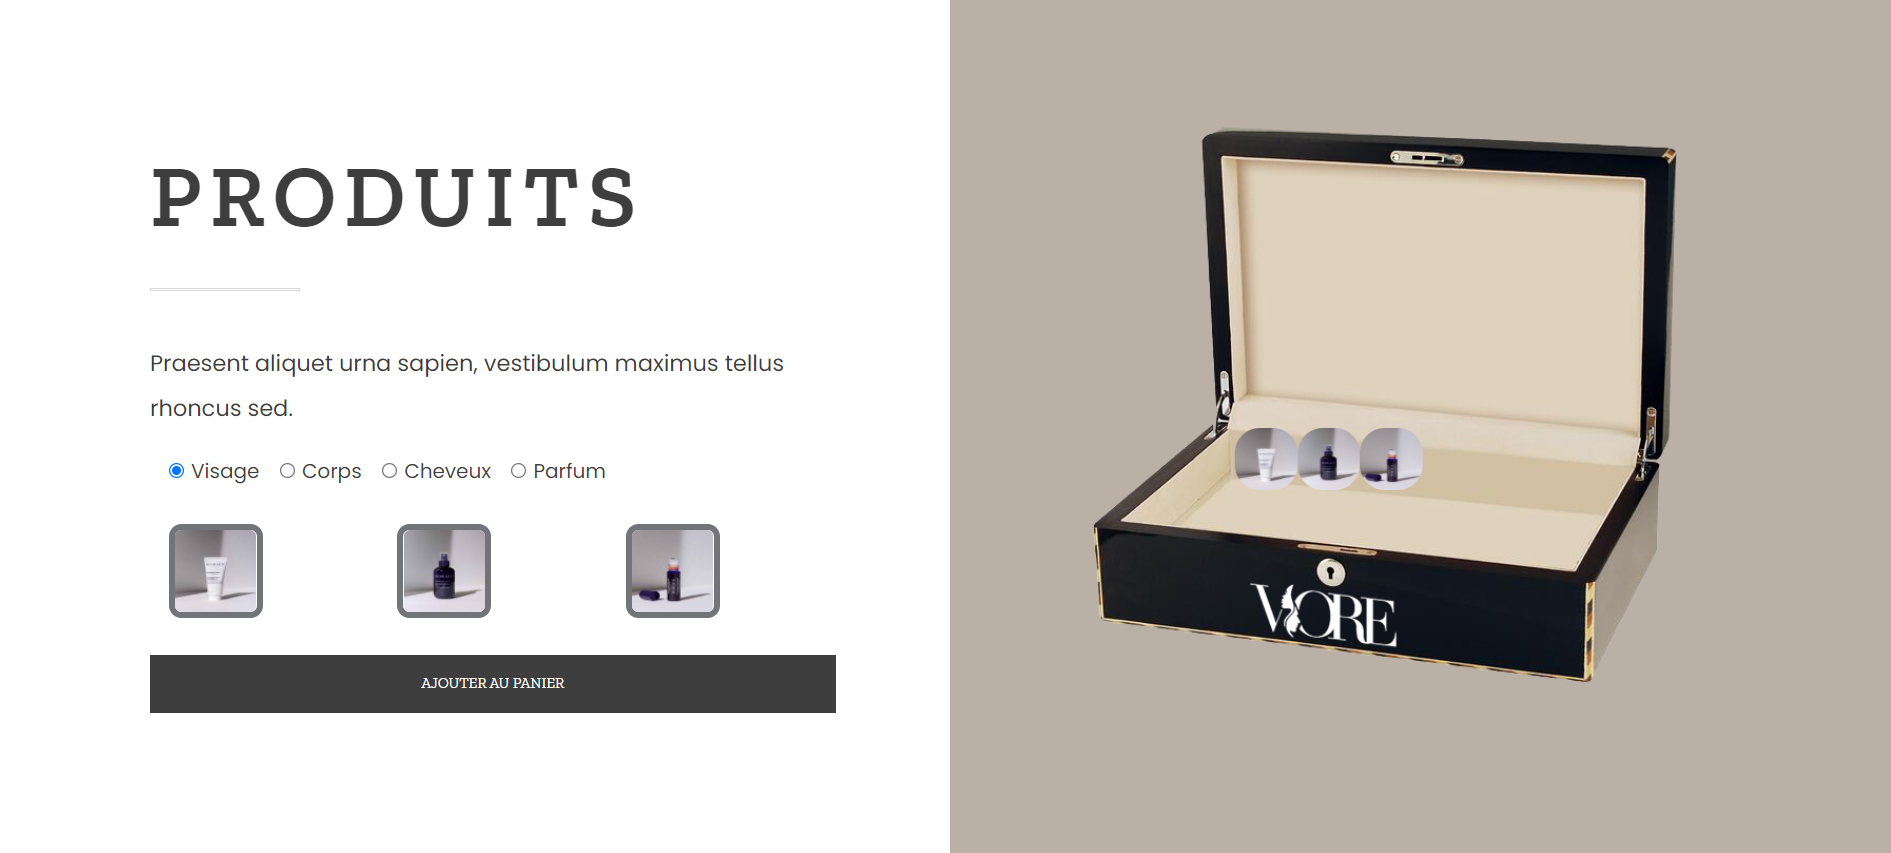 PRODUITS
Praesent aliquet urna sapien, vestibulum maximus tellus
rhoncus sed.
Visage Corps Cheveux Parfum
AJOUTER AU PANIER
VORE